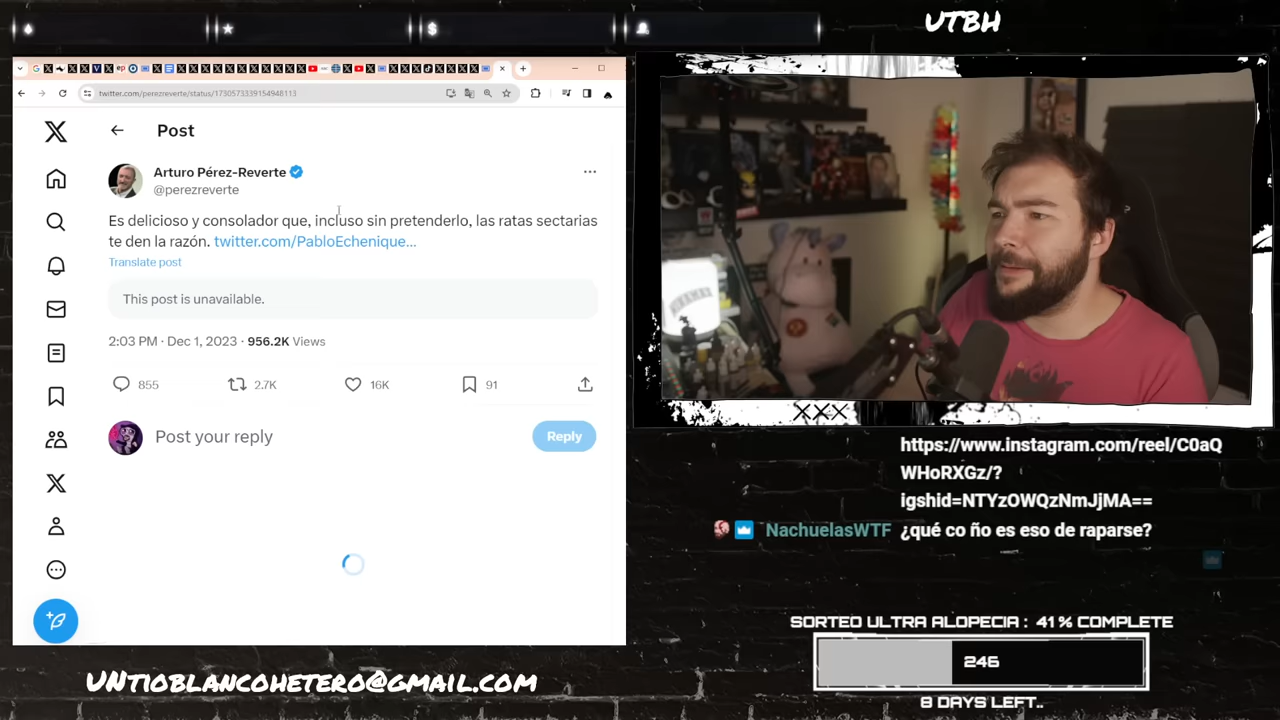 UTBH
twitter.com/perezreverte/status/1730573339154948113
Post
Arturo Pérez-Reverte
@perezreverte
Es delicioso y consolador que, incluso sin pretenderlo, las ratas sectarias
te den la razón. twitter.com/PabloEchenique...
Translate post
This post is unavailable.
2:03 PM · Dec 1, 2023 · 956.2K Views
855 2.7K 16K 91
Post your reply
Reply
https://www.instagram.com/reel/C0aQ
WHoRXGz/?
igshid=NTYzOWQzNmJjMA==
NachuelasWTF ¿qué co ño es eso de raparse?
SORTEO ULTRA ALOPECIA : 41% COMPLETE
246
8 DAYS LEFT..
UNTIOBLANCOHETERO@GMAIL.COM